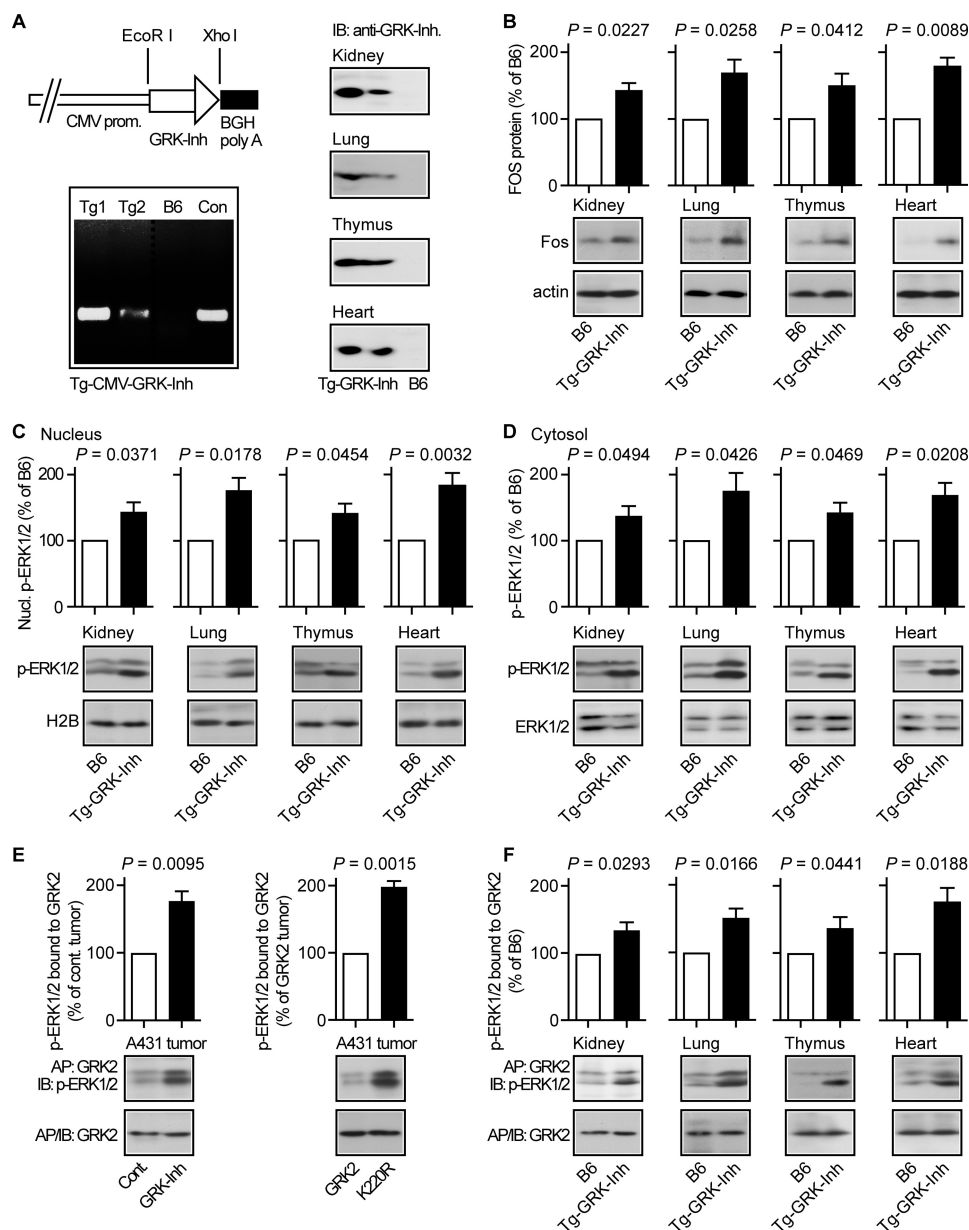 A
EcoR I
Xho I
CMV prom.
GRK-Inh
BGH
poly A
Tg1 Tg2 B6 Con
Tg-CMV-GRK-Inh
IB: anti-GRK-Inh.
Kidney
Lung
Thymus
Heart
Tg-GRK-Inh B6
B
P = 0.0227 P = 0.0258 P = 0.0412 P = 0.0089
FOS protein (% of B6)
200
100
0
Kidney Lung Thymus Heart
Fos
actin
B6 B6 B6 B6
Tg-GRK-Inh Tg-GRK-Inh Tg-GRK-Inh Tg-GRK-Inh
C Nucleus
P = 0.0371 P = 0.0178 P = 0.0454 P = 0.0032
Nucl. p-ERK1/2 (% of B6)
200
100
0
Kidney Lung Thymus Heart
p-ERK1/2
H2B
B6 B6 B6 B6
Tg-GRK-Inh Tg-GRK-Inh Tg-GRK-Inh Tg-GRK-Inh
D Cytosol
P = 0.0494 P = 0.0426 P = 0.0469 P = 0.0208
p-ERK1/2 (% of B6)
200
100
0
Kidney Lung Thymus Heart
p-ERK1/2
ERK1/2
B6 B6 B6 B6
Tg-GRK-Inh Tg-GRK-Inh Tg-GRK-Inh Tg-GRK-Inh
E
P = 0.0095
p-ERK1/2 bound to GRK2
(% of cont. tumor)
200
100
0
A431 tumor
AP: GRK2
IB: p-ERK1/2
AP/IB: GRK2
Cont
GRK-Inh
P = 0.0015
p-ERK1/2 bound to GRK2
(% of GRK2 tumor)
200
100
0
A431 tumor
GRK2
K220R
F
P = 0.0293 P = 0.0166 P = 0.0441 P = 0.0188
p-ERK1/2 bound to GRK2
(% of B6)
200
100
0
Kidney Lung Thymus Heart
AP: GRK2
IB: p-ERK1/2
AP/IB: GRK2
B6 B6 B6 B6
Tg-GRK-Inh Tg-GRK-Inh Tg-GRK-Inh Tg-GRK-Inh